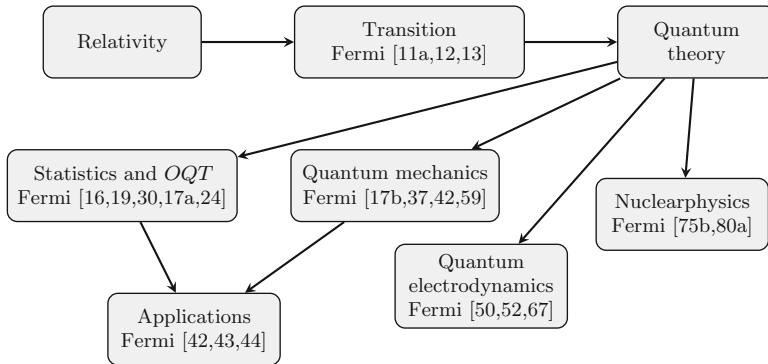 Relativity
Transition
Fermi [11a,12,13]
Quantum
theory
Statistics and OQT
Fermi [16,19,30,17a,24]
Quantum mechanics
Fermi [17b,37,42,59]
Nuclearphysics
Fermi [75b,80a]
Quantum
electrodynamics
Fermi [50,52,67]
Applications
Fermi [42,43,44]